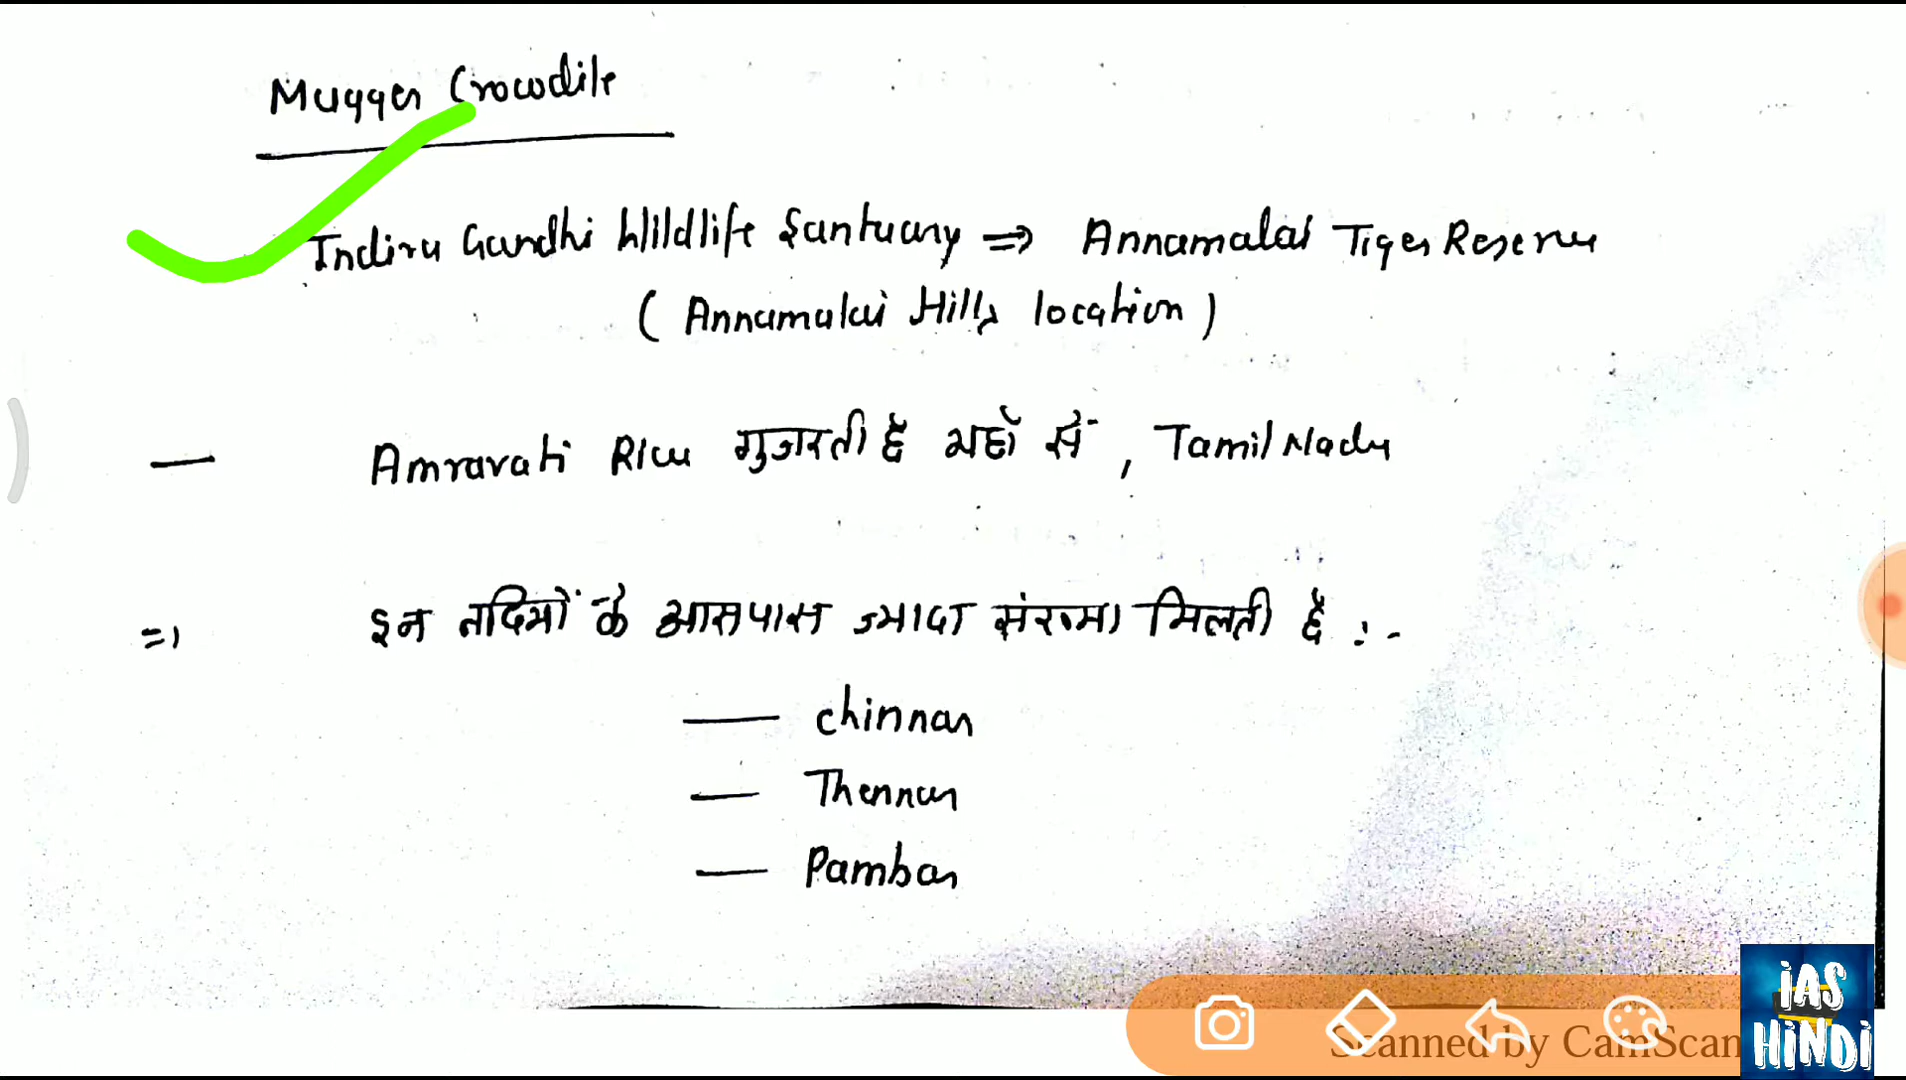 Mugger Crocodile
Indira Gandhi Wildlife Santuary ⇒ Annamalai Tiger Reserve
( Annamalai Hills location )
— Amravati River गुजरती है यहाँ से , Tamil Nadu
⇒ इन नदियों के आसपास ज्यादा संख्या मिलती है :-
— Chinnar
— Thennar
— Pambar
Scanned by CamScan
iAS
HiNDi